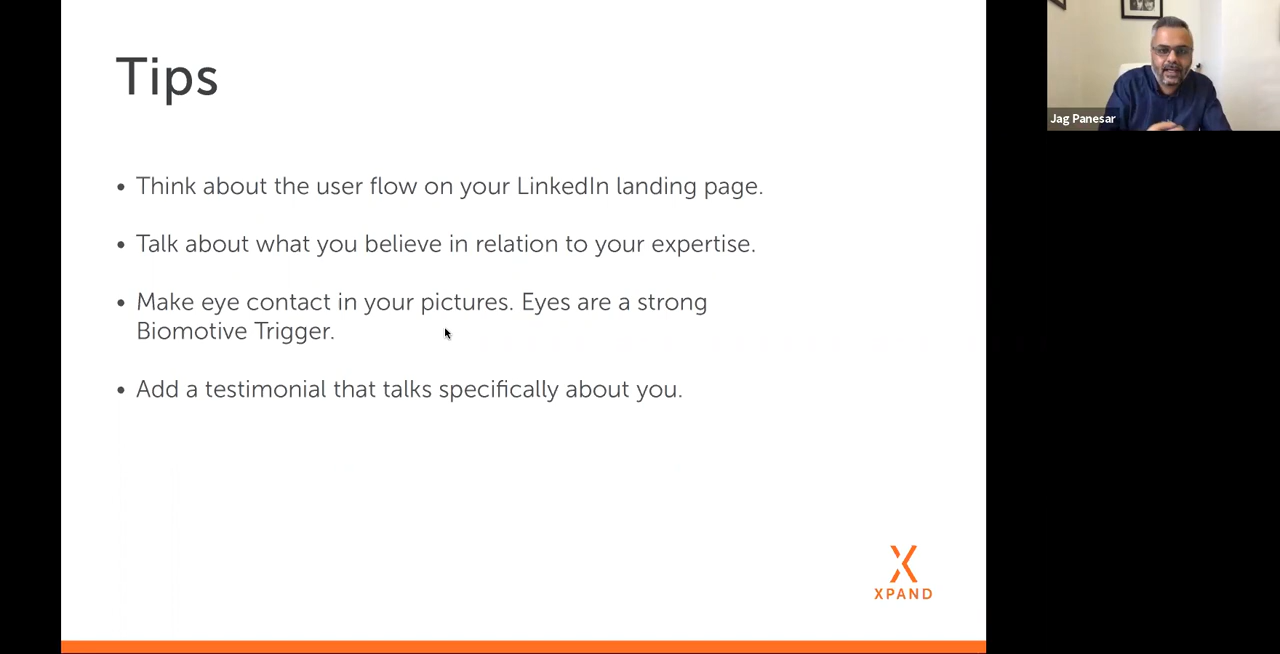 Tips
• Think about the user flow on your LinkedIn landing page.
• Talk about what you believe in relation to your expertise.
• Make eye contact in your pictures. Eyes are a strong
Biomotive Trigger.
• Add a testimonial that talks specifically about you.
XPAND
Jag Panesar